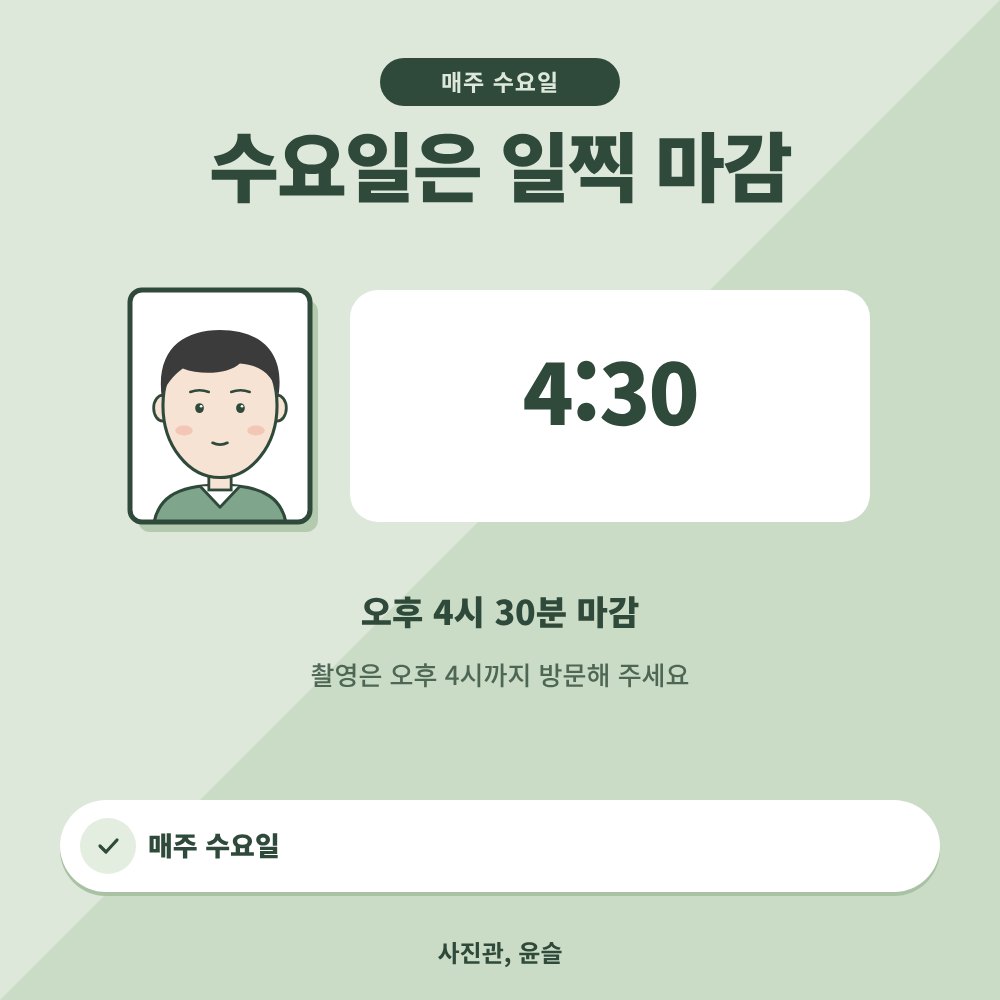 매주 수요일
수요일은 일찍 마감
4:30
오후 4시 30분 마감
촬영은 오후 4시까지 방문해 주세요
매주 수요일
사진관, 윤슬